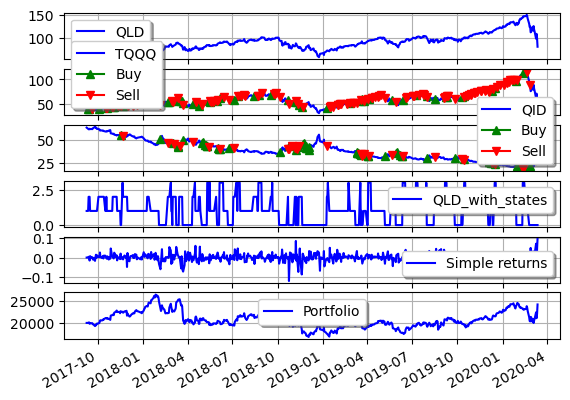 150
100
QLD
TQQQ
Buy
Sell
100
50
QID
Buy
Sell
50
25
2.5
0.0
QLD_with_states
0.1
0.0
−0.1
Simple returns
25000
20000
Portfolio
2017-10
2018-01
2018-04
2018-07
2018-10
2019-01
2019-04
2019-07
2019-10
2020-01
2020-04